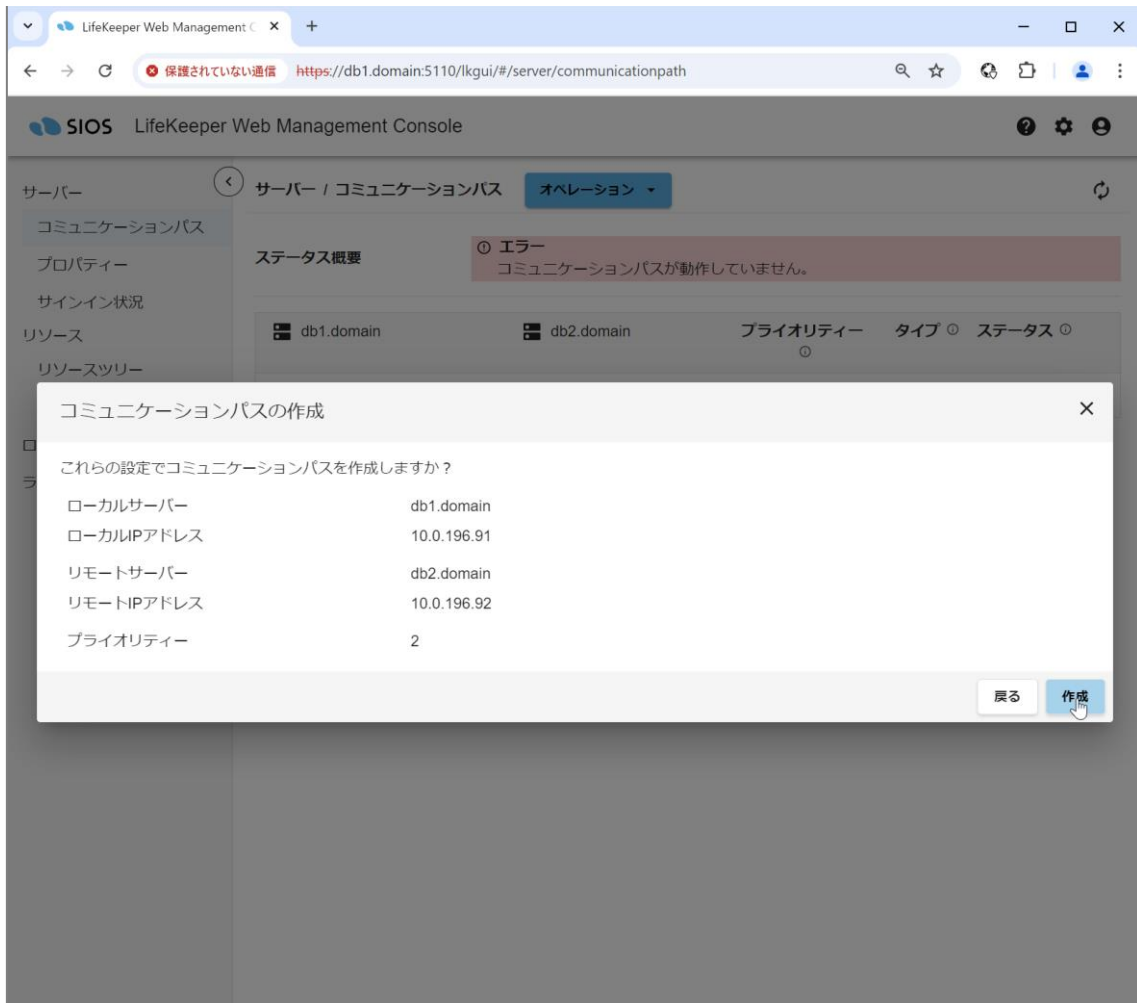 LifeKeeper Web Management C
保護されていない通信 https://db1.domain:5110/lkgui/#/server/communicationpath
SIOS LifeKeeper Web Management Console
サーバー
コミュニケーションパス
プロパティー
サインイン状況
リソース
リソースツリー
サーバー / コミュニケーションパス オペレーション
ステータス概要
エラー
コミュニケーションパスが動作していません。
db1.domain db2.domain プライオリティー タイプ ステータス
コミュニケーションパスの作成
これらの設定でコミュニケーションパスを作成しますか？
ローカルサーバー db1.domain
ローカルIPアドレス 10.0.196.91
リモートサーバー db2.domain
リモートIPアドレス 10.0.196.92
プライオリティー 2
戻る 作成